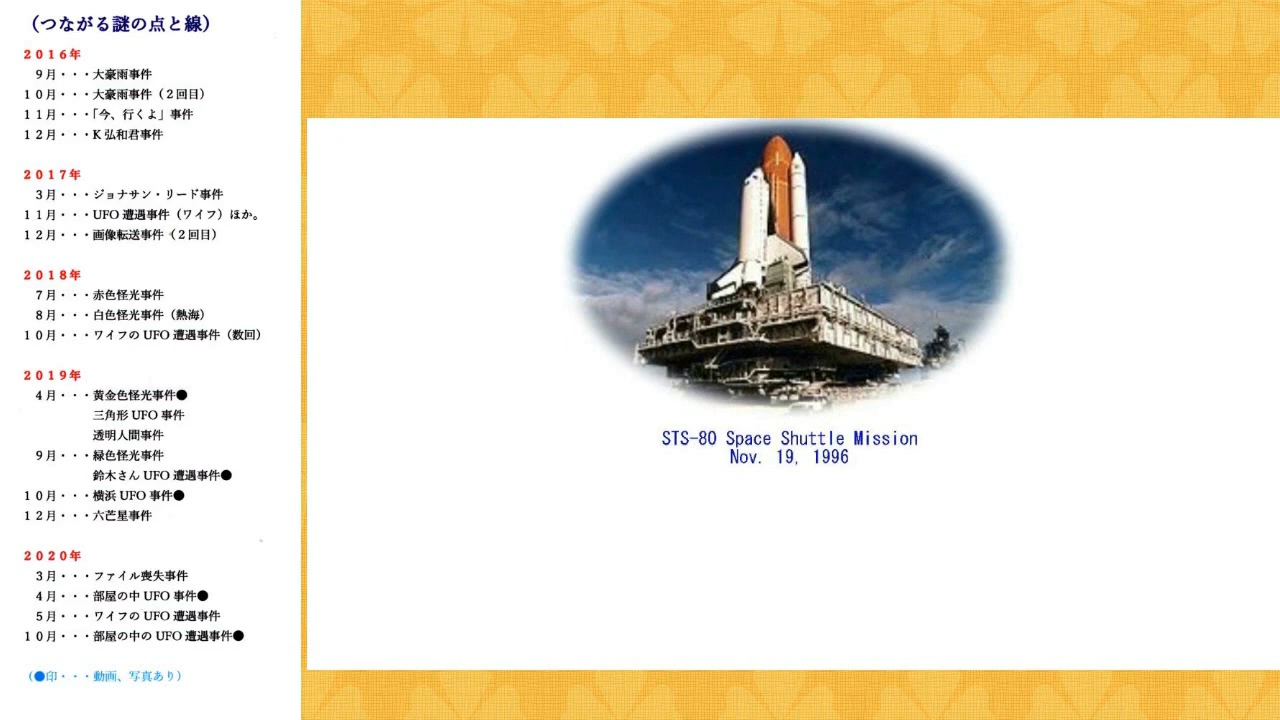 （つながる謎の点と線）
２０１６年
９月・・・大豪雨事件
１０月・・・大豪雨事件（２回目）
１１月・・・「今、行くよ」事件
１２月・・・K 弘和君事件
２０１７年
３月・・・ジョナサン・リード事件
１１月・・・UFO 遭遇事件（ワイフ）ほか。
１２月・・・画像転送事件（２回目）
２０１８年
７月・・・赤色怪光事件
８月・・・白色怪光事件（熱海）
１０月・・・ワイフの UFO 遭遇事件（数回）
２０１９年
４月・・・黄金色怪光事件●
三角形 UFO 事件
透明人間事件
９月・・・緑色怪光事件
鈴木さん UFO 遭遇事件●
１０月・・・横浜 UFO 事件●
１２月・・・六芒星事件
２０２０年
３月・・・ファイル喪失事件
４月・・・部屋の中 UFO 事件●
５月・・・ワイフの UFO 遭遇事件
１０月・・・部屋の中の UFO 遭遇事件●
（●印・・・動画、写真あり）
STS-80 Space Shuttle Mission
Nov. 19, 1996